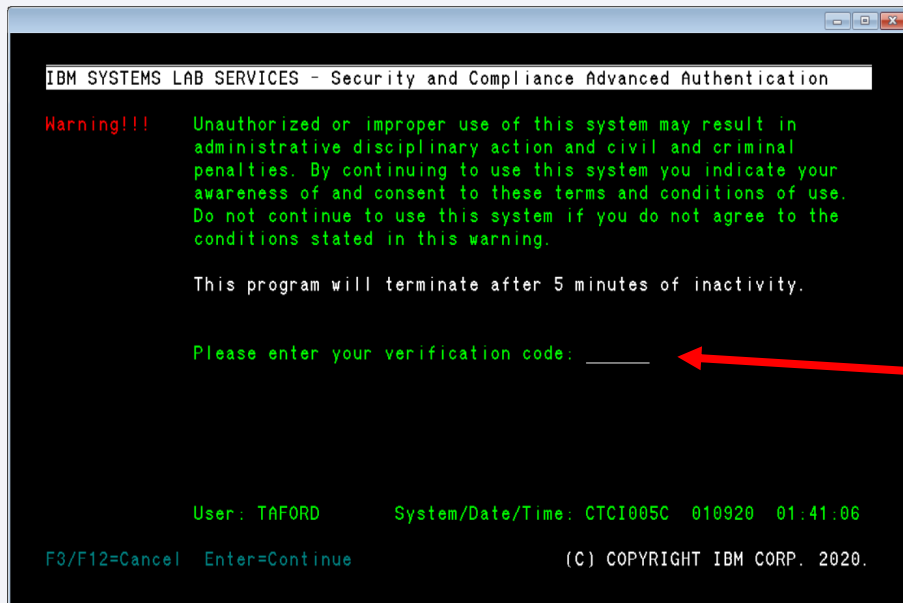 IBM SYSTEMS LAB SERVICES - Security and Compliance Advanced Authentication
Warning!!! Unauthorized or improper use of this system may result in
administrative disciplinary action and civil and criminal
penalties. By continuing to use this system you indicate your
awareness of and consent to these terms and conditions of use.
Do not continue to use this system if you do not agree to the
conditions stated in this warning.
This program will terminate after 5 minutes of inactivity.
Please enter your verification code: ______
User: TAFORD System/Date/Time: CTCI005C 010920 01:41:06
F3/F12=Cancel Enter=Continue (C) COPYRIGHT IBM CORP. 2020.